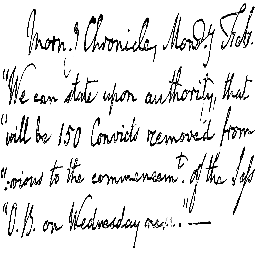 Morn.g Chronicle, Mond.y Feb.
"We can state upon authority, that
"will be 150 Convicts removed from
":vious to the commencem.t of the Sess
"O. B. on Wednesday next." —